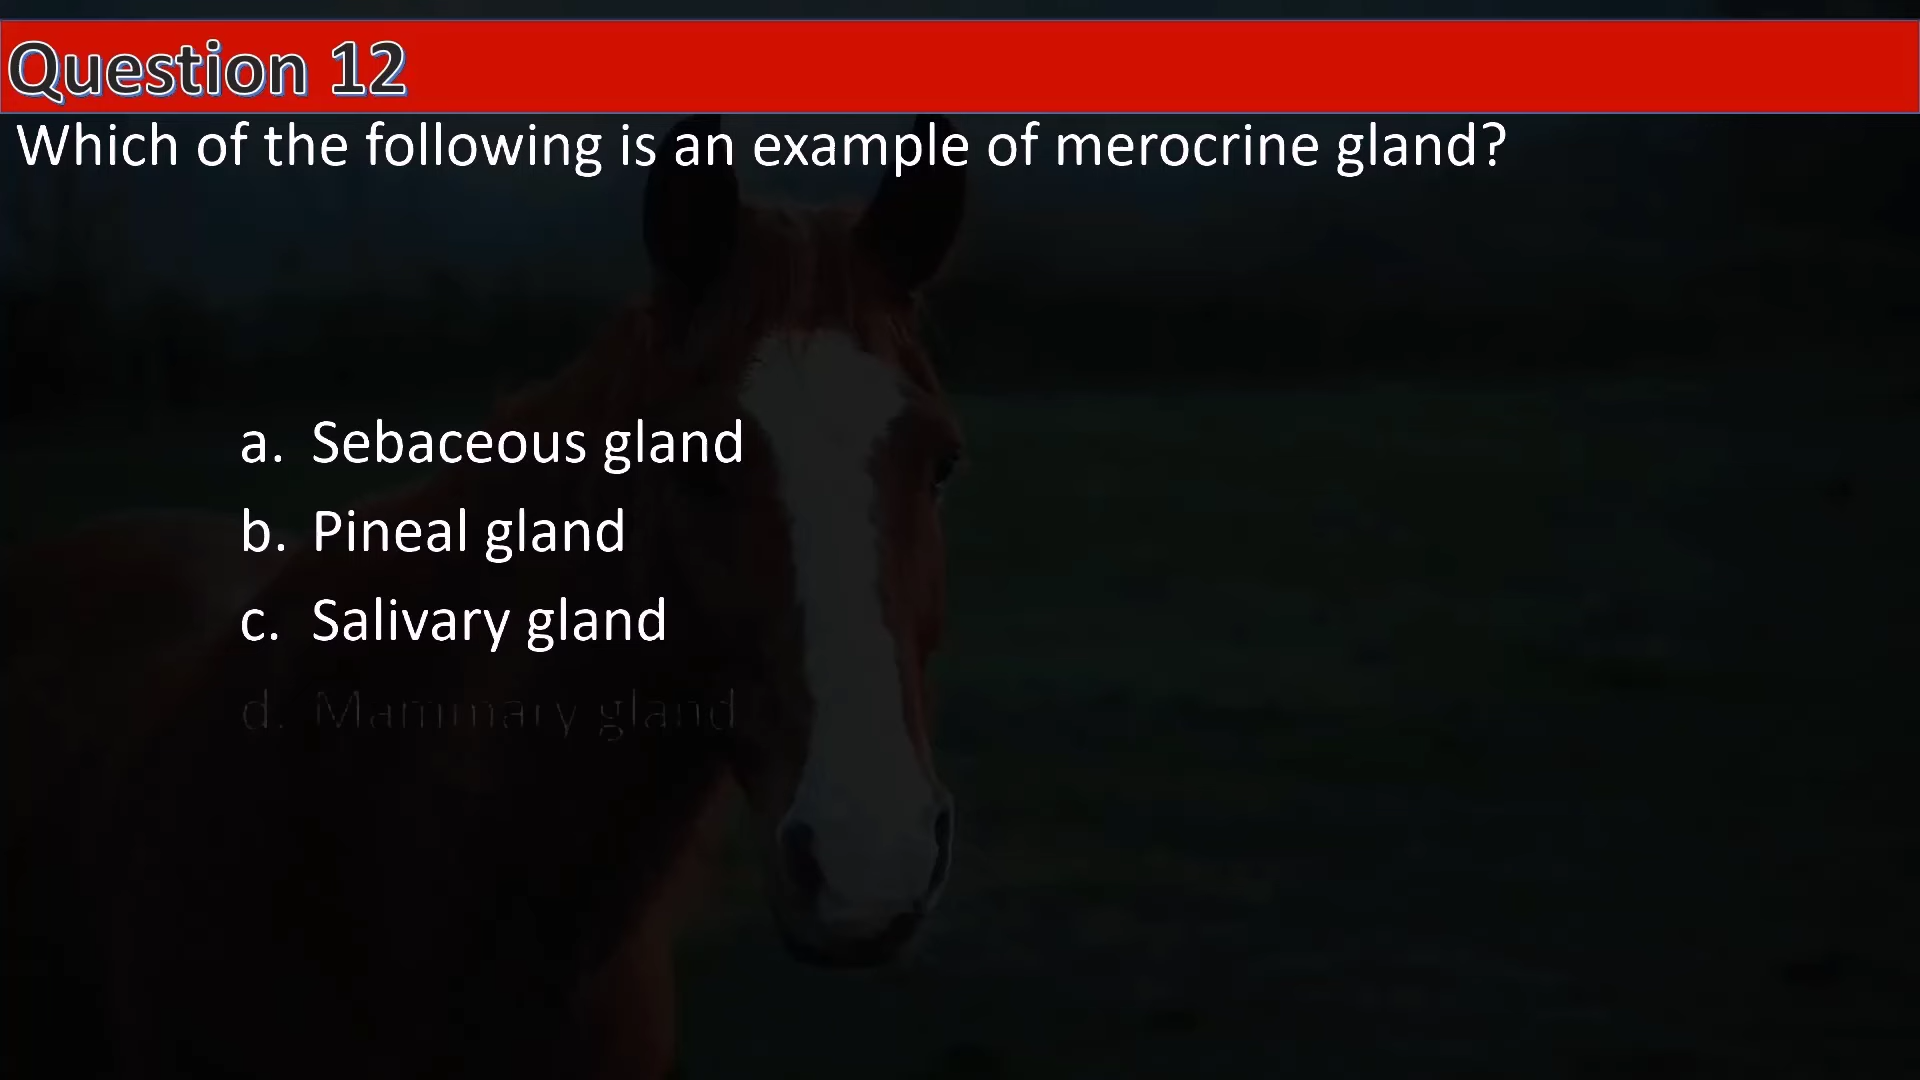 Question 12
Which of the following is an example of merocrine gland?
a. Sebaceous gland
b. Pineal gland
c. Salivary gland
d. Mammary gland